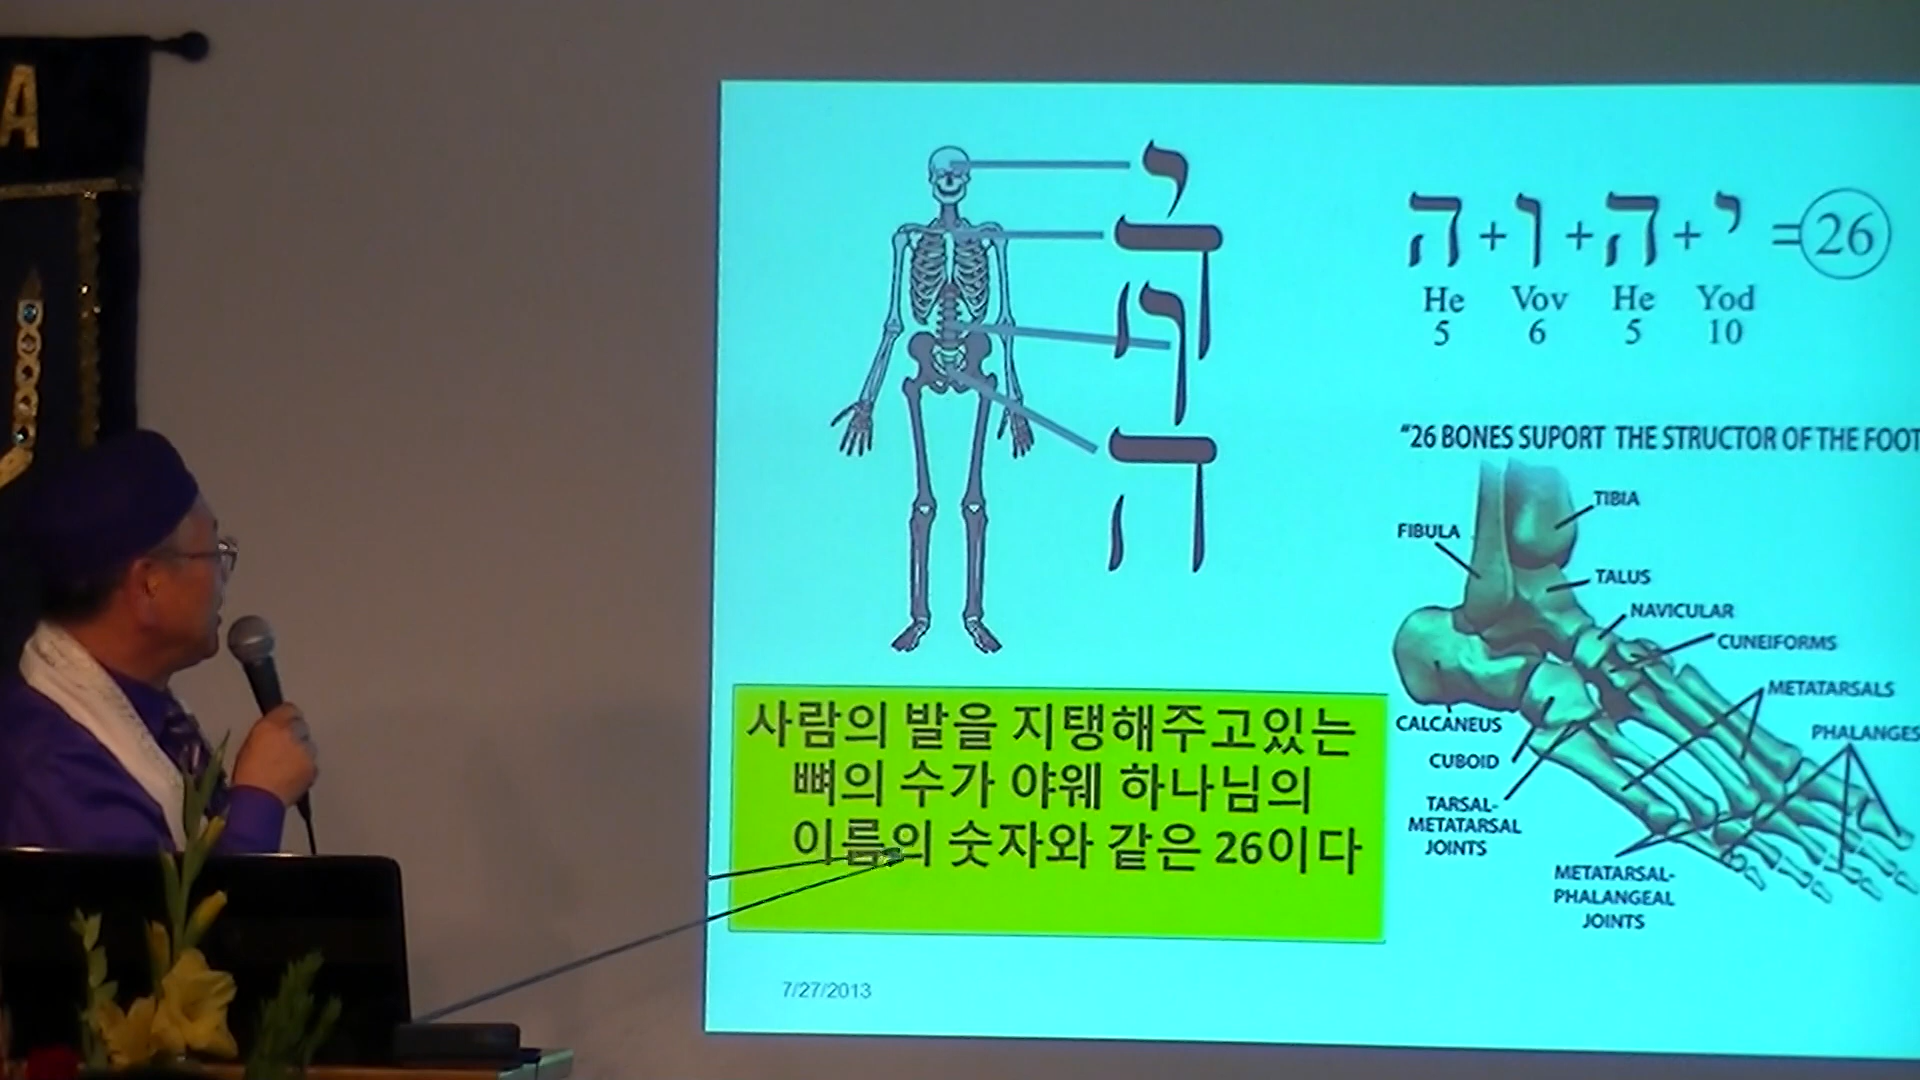 A
י
ה
ו
ה
ה + ו + ה + י = 26
He Vov He Yod
5 6 5 10
"26 BONES SUPORT THE STRUCTOR OF THE FOOT
TIBIA
FIBULA
TALUS
NAVICULAR
CUNEIFORMS
METATARSALS
CALCANEUS
PHALANGES
CUBOID
TARSAL-
METATARSAL
JOINTS
METATARSAL-
PHALANGEAL
JOINTS
사람의 발을 지탱해주고있는
뼈의 수가 야웨 하나님의
이름의 숫자와 같은 26이다
7/27/2013